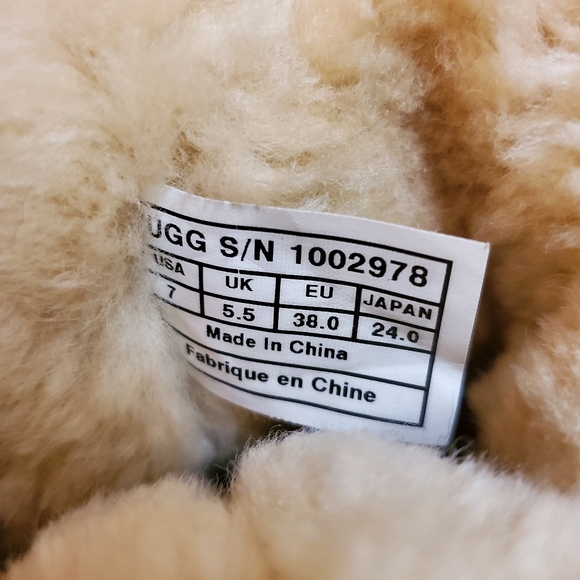 UGG S/N 1002978
USA UK EU JAPAN
7 5.5 38.0 24.0
Made In China
Fabrique en Chine